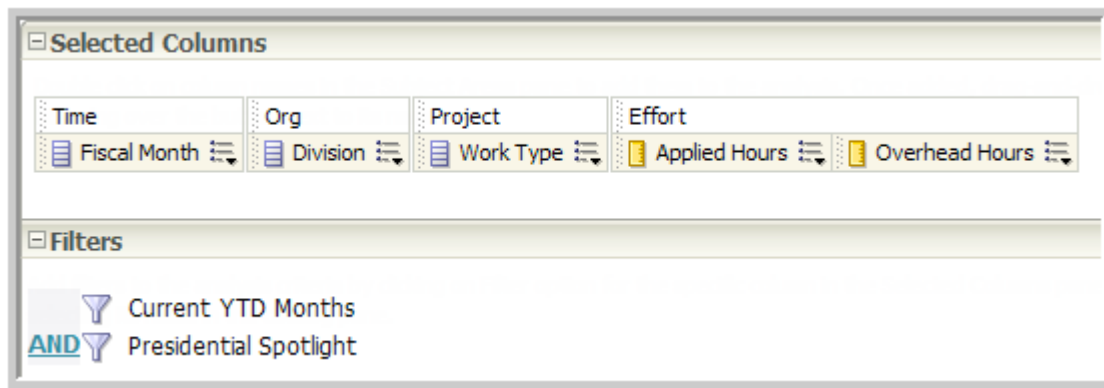 Selected Columns
Time Org Project Effort
Fiscal Month Division Work Type Applied Hours Overhead Hours
Filters
Current YTD Months
AND Presidential Spotlight